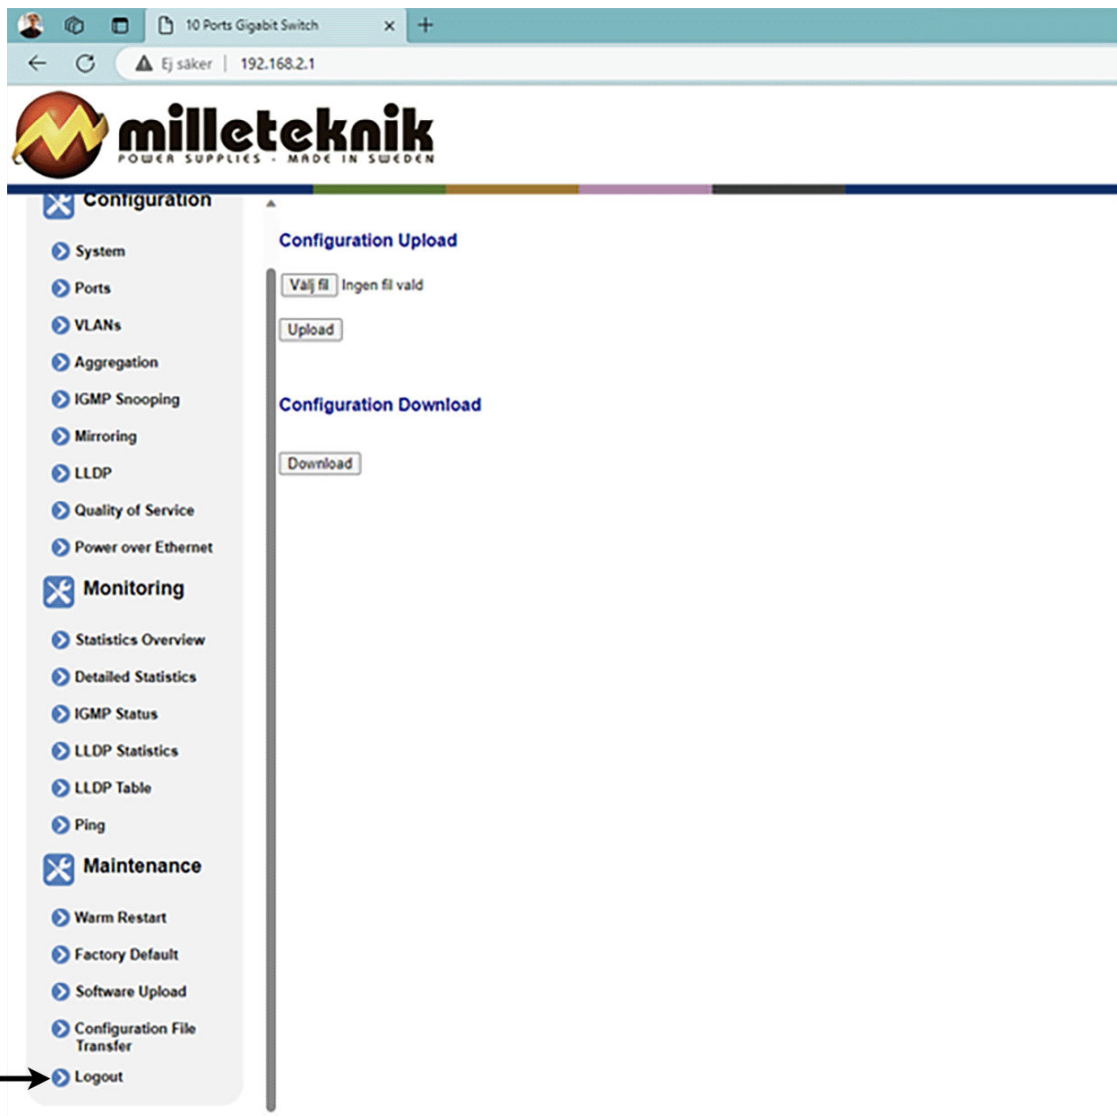 10 Ports Gigabit Switch
Ej säker | 192.168.2.1
milleteknik
POWER SUPPLIES - MADE IN SWEDEN
Configuration
System
Ports
VLANs
Aggregation
IGMP Snooping
Mirroring
LLDP
Quality of Service
Power over Ethernet
Monitoring
Statistics Overview
Detailed Statistics
IGMP Status
LLDP Statistics
LLDP Table
Ping
Maintenance
Warm Restart
Factory Default
Software Upload
Configuration File
Transfer
Logout
Configuration Upload
Välj fil Ingen fil vald
Upload
Configuration Download
Download